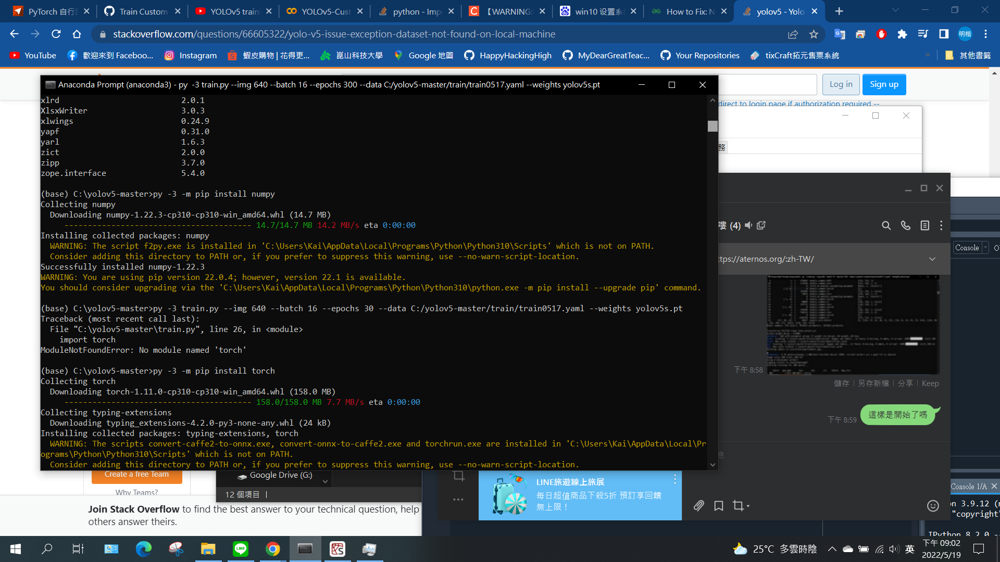 PyTorch 自行
Train Custom
YOLOv5 traini
YOLOv5-Cust
python - Imp
【WARNING:
win10 设置系
How to Fix: N
yolov5 - Yolo
stackoverflow.com/questions/66605322/yolo-v5-issue-exception-dataset-not-found-on-local-machine
明楷
YouTube
歡迎來到 Faceboo...
Instagram
蝦皮購物 | 花得更...
崑山科技大學
Google 地圖
HappyHackingHigh
MyDearGreatTeac...
Your Repositories
tixCraft拓元售票系統
»
其他書籤
Log in
Sign up
direct to login page if authorization required --
Anaconda Prompt (anaconda3) - py -3 train.py --img 640 --batch 16 --epochs 300 --data C:/yolov5-master/train/train0517.yaml --weights yolov5s.pt
xlrd 2.0.1
XlsxWriter 3.0.3
xlwings 0.24.9
yapf 0.31.0
yarl 1.6.3
zict 2.0.0
zipp 3.7.0
zope.interface 5.4.0
(base) C:\yolov5-master>py -3 -m pip install numpy
Collecting numpy
Downloading numpy-1.22.3-cp310-cp310-win_amd64.whl (14.7 MB)
---------------------------------------- 14.7/14.7 MB 14.2 MB/s eta 0:00:00
Installing collected packages: numpy
WARNING: The script f2py.exe is installed in 'C:\Users\Kai\AppData\Local\Programs\Python\Python310\Scripts' which is not on PATH.
Consider adding this directory to PATH or, if you prefer to suppress this warning, use --no-warn-script-location.
Successfully installed numpy-1.22.3
WARNING: You are using pip version 22.0.4; however, version 22.1 is available.
You should consider upgrading via the 'C:\Users\Kai\AppData\Local\Programs\Python\Python310\python.exe -m pip install --upgrade pip' command.
(base) C:\yolov5-master>py -3 train.py --img 640 --batch 16 --epochs 30 --data C:/yolov5-master/train/train0517.yaml --weights yolov5s.pt
Traceback (most recent call last):
File "C:\yolov5-master\train.py", line 26, in <module>
import torch
ModuleNotFoundError: No module named 'torch'
(base) C:\yolov5-master>py -3 -m pip install torch
Collecting torch
Downloading torch-1.11.0-cp310-cp310-win_amd64.whl (158.0 MB)
---------------------------------------- 158.0/158.0 MB 7.7 MB/s eta 0:00:00
Collecting typing-extensions
Downloading typing_extensions-4.2.0-py3-none-any.whl (24 kB)
Installing collected packages: typing-extensions, torch
WARNING: The scripts convert-caffe2-to-onnx.exe, convert-onnx-to-caffe2.exe and torchrun.exe are installed in 'C:\Users\Kai\AppData\Local\Pr
ograms\Python\Python310\Scripts' which is not on PATH.
Consider adding this directory to PATH or, if you prefer to suppress this warning, use --no-warn-script-location.
務
嘍 (4)
ttps://aternos.org/:zh-TW/
下午 8:58
儲存 | 另存新檔 | 分享 | Keep
下午 8:59
這樣是開始了嗎
息
Console
Console 1/A
on 3.9.12 (
"copyright"
IPython 8.2.0 --
Create a free Team
Why Teams?
Google Drive (G:)
12 個項目
Join Stack Overflow to find the best answer to your technical question, help
others answer theirs.
LINE旅遊線上旅展
每日超值商品下殺5折 預訂享回饋
無上限！
LINE
25°C 多雲時陰
英
下午 09:02
2022/5/19